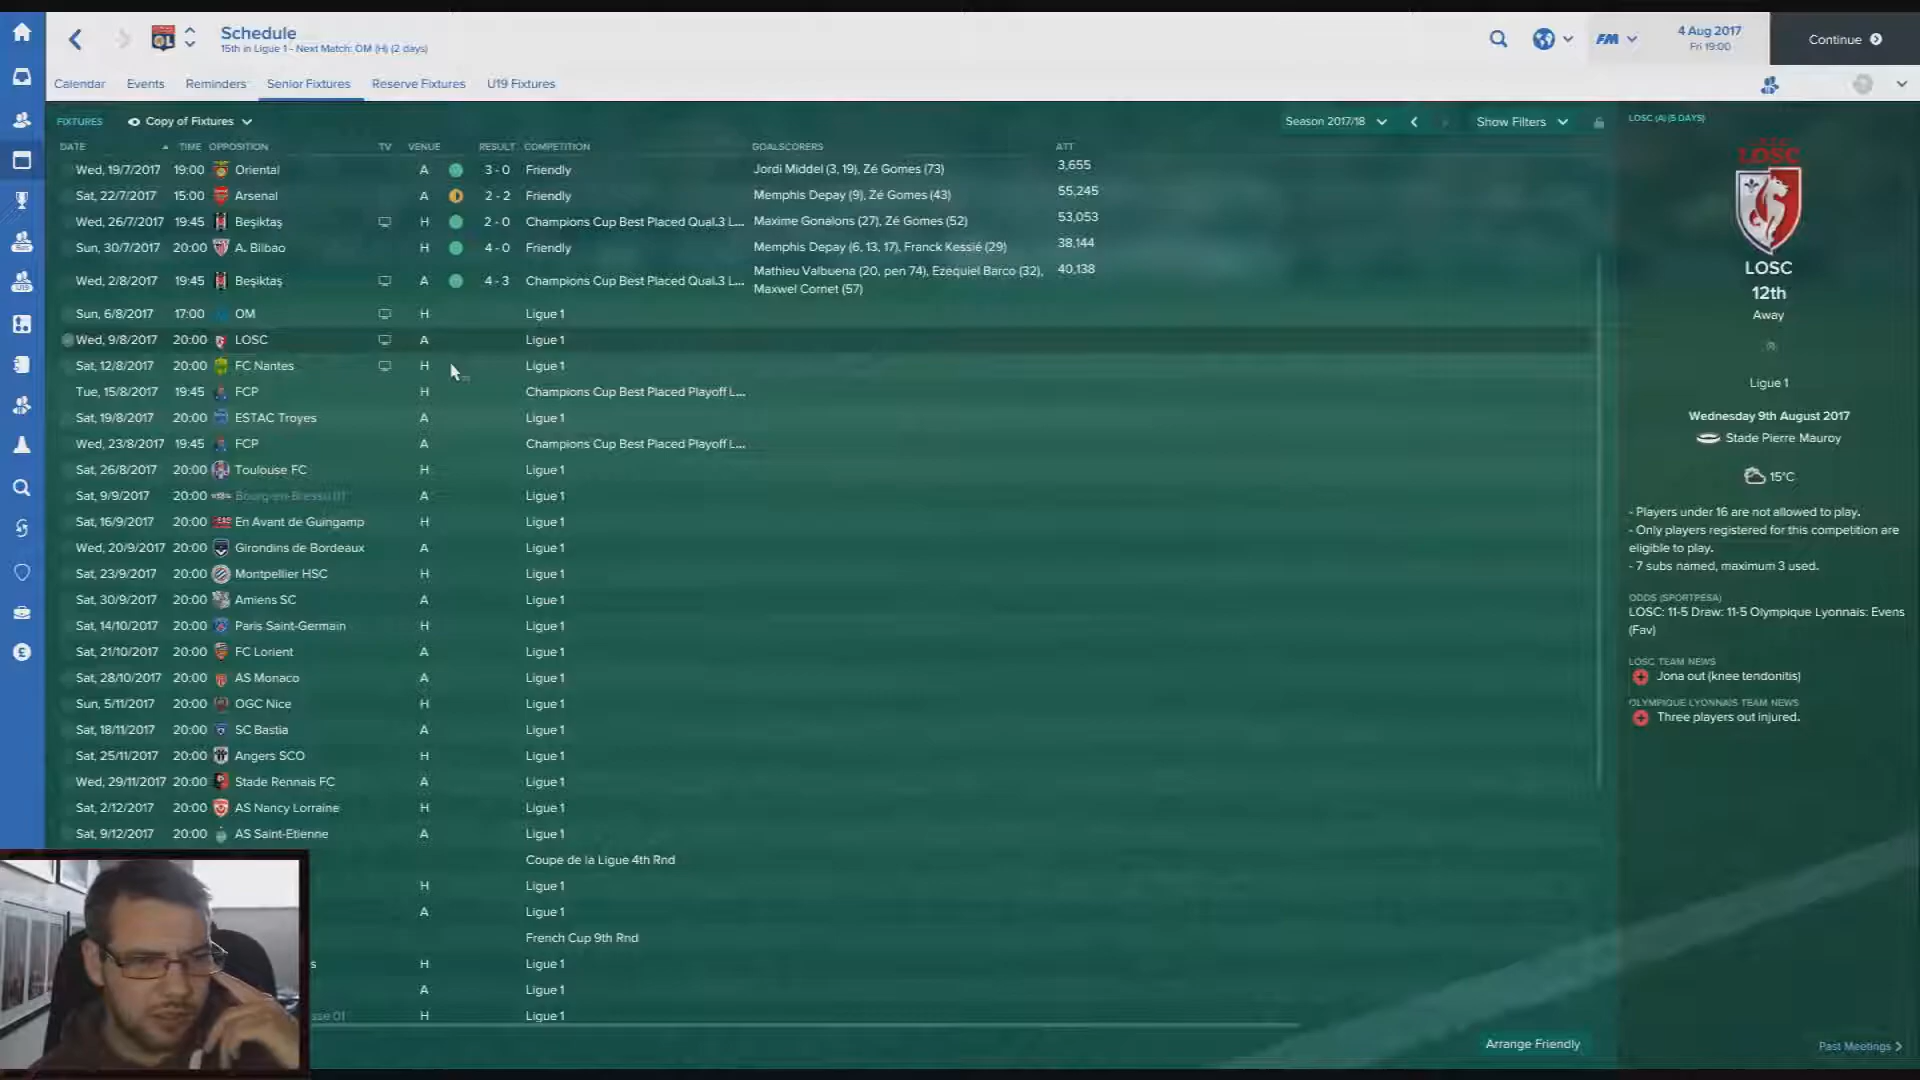 Schedule
15th in Ligue 1 - Next Match: OM (H) (2 days)
FM
4 Aug 2017
Fri 19:00
Continue
Calendar Events Reminders Senior Fixtures Reserve Fixtures U19 Fixtures
FIXTURES Copy of Fixtures Season 2017/18 Show Filters
DATE TIME OPPOSITION TV VENUE RESULT COMPETITION GOALSCORERS ATT
Wed, 19/7/2017 19:00 Oriental A 3 - 0 Friendly Jordi Middel (3, 19), Zé Gomes (73) 3,655
Sat, 22/7/2017 15:00 Arsenal A 2 - 2 Friendly Memphis Depay (9), Zé Gomes (43) 55,245
Wed, 26/7/2017 19:45 Beşiktaş H 2 - 0 Champions Cup Best Placed Qual.3 L... Maxime Gonalons (27), Zé Gomes (52) 53,053
Sun, 30/7/2017 20:00 A. Bilbao H 4 - 0 Friendly Memphis Depay (6, 13, 17), Franck Kessié (29) 38,144
Wed, 2/8/2017 19:45 Beşiktaş A 4 - 3 Champions Cup Best Placed Qual.3 L... Mathieu Valbuena (20, pen 74), Ezequiel Barco (32), 40,138
Maxwel Cornet (57)
Sun, 6/8/2017 17:00 OM H Ligue 1
Wed, 9/8/2017 20:00 LOSC A Ligue 1
Sat, 12/8/2017 20:00 FC Nantes H Ligue 1
Tue, 15/8/2017 19:45 FCP H Champions Cup Best Placed Playoff L...
Sat, 19/8/2017 20:00 ESTAC Troyes A Ligue 1
Wed, 23/8/2017 19:45 FCP A Champions Cup Best Placed Playoff L...
Sat, 26/8/2017 20:00 Toulouse FC H Ligue 1
Sat, 9/9/2017 20:00 Bourg-en-Bresse 01 A Ligue 1
Sat, 16/9/2017 20:00 En Avant de Guingamp H Ligue 1
Wed, 20/9/2017 20:00 Girondins de Bordeaux A Ligue 1
Sat, 23/9/2017 20:00 Montpellier HSC H Ligue 1
Sat, 30/9/2017 20:00 Amiens SC A Ligue 1
Sat, 14/10/2017 20:00 Paris Saint-Germain H Ligue 1
Sat, 21/10/2017 20:00 FC Lorient A Ligue 1
Sat, 28/10/2017 20:00 AS Monaco A Ligue 1
Sun, 5/11/2017 20:00 OGC Nice H Ligue 1
Sat, 18/11/2017 20:00 SC Bastia A Ligue 1
Sat, 25/11/2017 20:00 Angers SCO H Ligue 1
Wed, 29/11/2017 20:00 Stade Rennais FC A Ligue 1
Sat, 2/12/2017 20:00 AS Nancy Lorraine H Ligue 1
Sat, 9/12/2017 20:00 AS Saint-Etienne A Ligue 1
Coupe de la Ligue 4th Rnd
H Ligue 1
A Ligue 1
French Cup 9th Rnd
s H Ligue 1
A Ligue 1
sse 01 H Ligue 1
Arrange Friendly
LOSC (A) (5 DAYS)
LOSC
LOSC
12th
Away
Ligue 1
Wednesday 9th August 2017
Stade Pierre Mauroy
15°C
- Players under 16 are not allowed to play.
- Only players registered for this competition are
eligible to play.
- 7 subs named, maximum 3 used.
ODDS (SPORTPESA)
LOSC: 11-5 Draw: 11-5 Olympique Lyonnais: Evens
(Fav)
LOSC TEAM NEWS
Jona out (knee tendonitis)
OLYMPIQUE LYONNAIS TEAM NEWS
Three players out injured.
Past Meetings